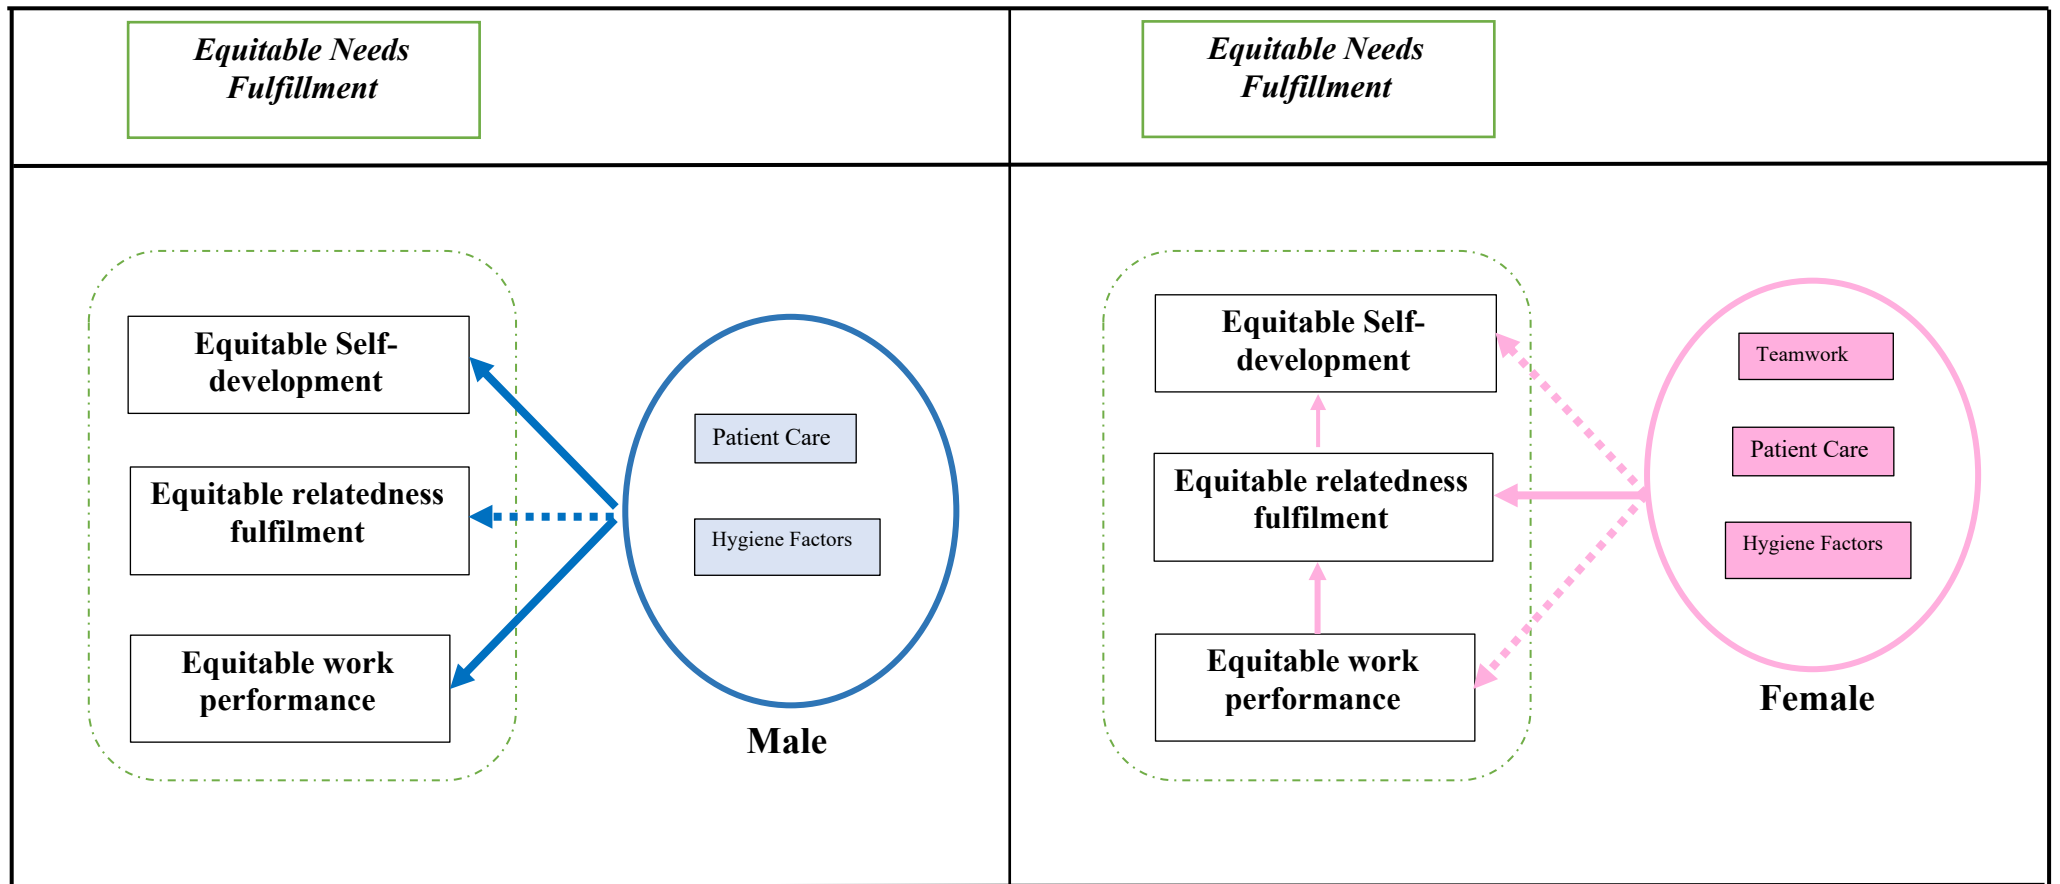 Equitable Needs
Fulfillment
Equitable Self-
development
Equitable relatedness
fulfilment
Equitable work
performance
Patient Care
Hygiene Factors
Male
Equitable Needs
Fulfillment
Equitable Self-
development
Equitable relatedness
fulfilment
Equitable work
performance
Teamwork
Patient Care
Hygiene Factors
Female